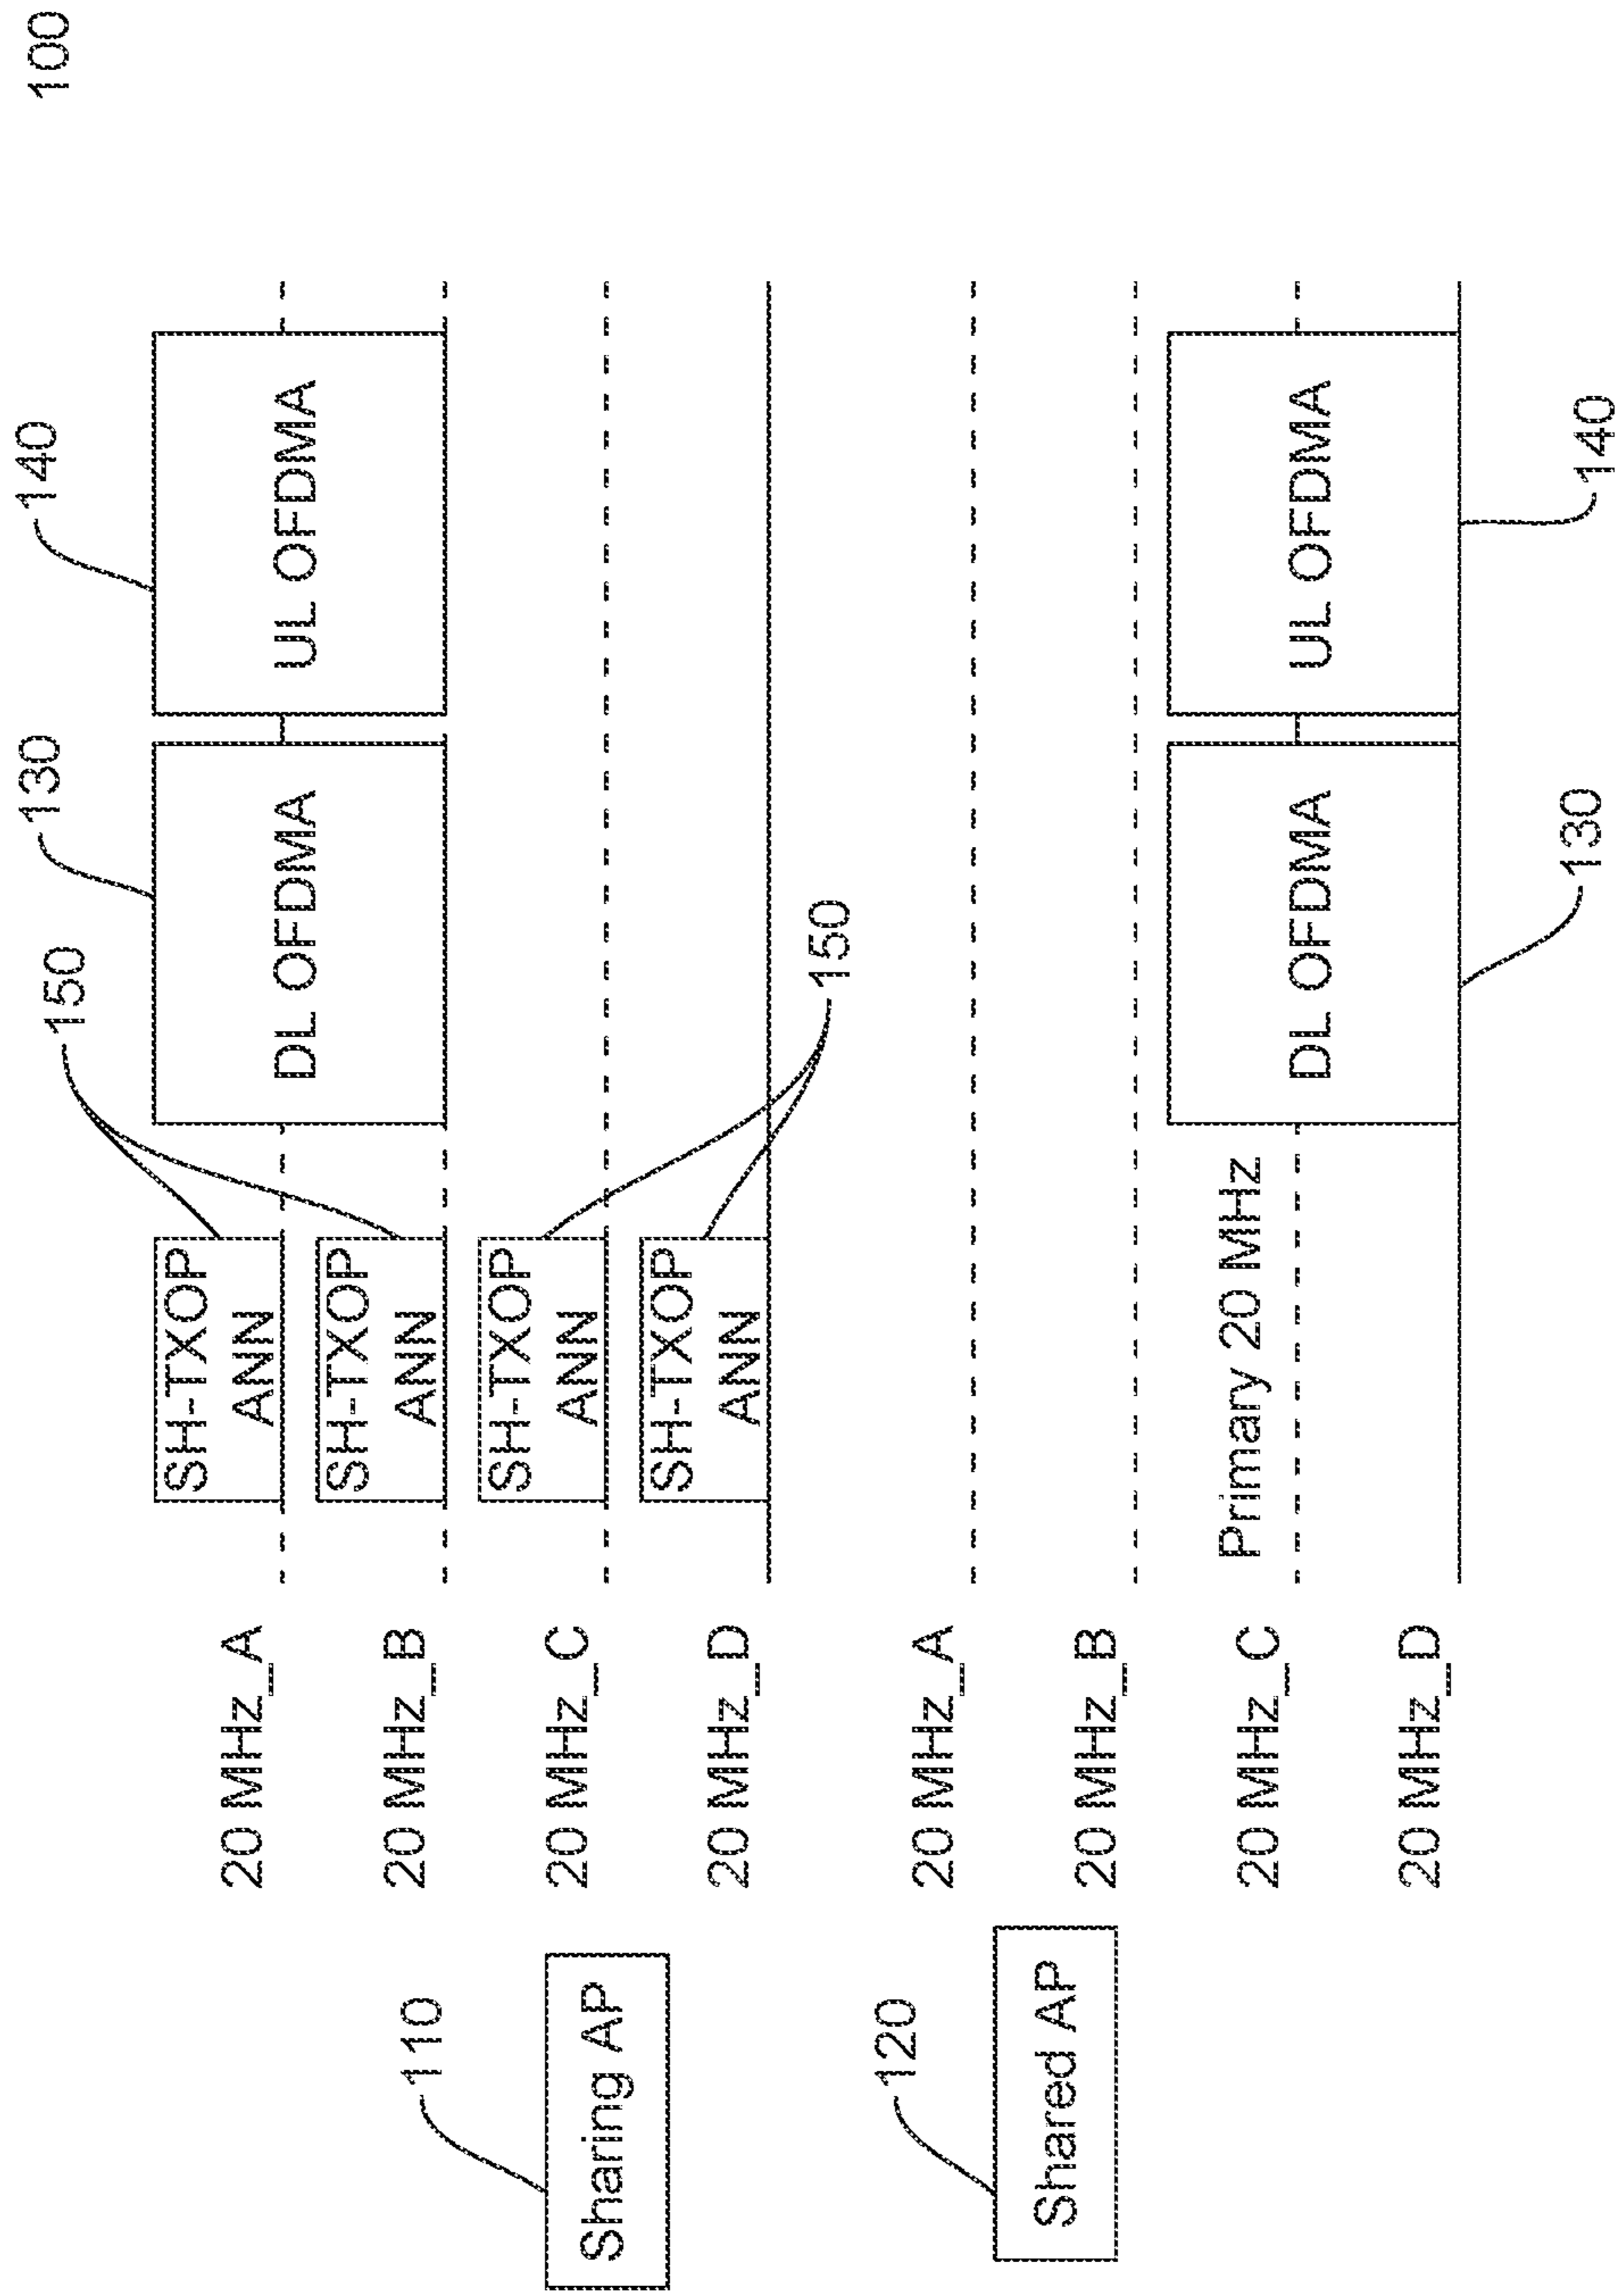 100
150
130
140
SH-TXOP
ANN
DL OFDMA
UL OFDMA
20 MHz_A
SH-TXOP
ANN
20 MHz_B
110
Sharing AP
SH-TXOP
ANN
20 MHz_C
SH-TXOP
ANN
20 MHz_D
150
120
Shared AP
20 MHz_A
20 MHz_B
Primary 20 MHz
20 MHz_C
DL OFDMA
UL OFDMA
20 MHz_D
130
140